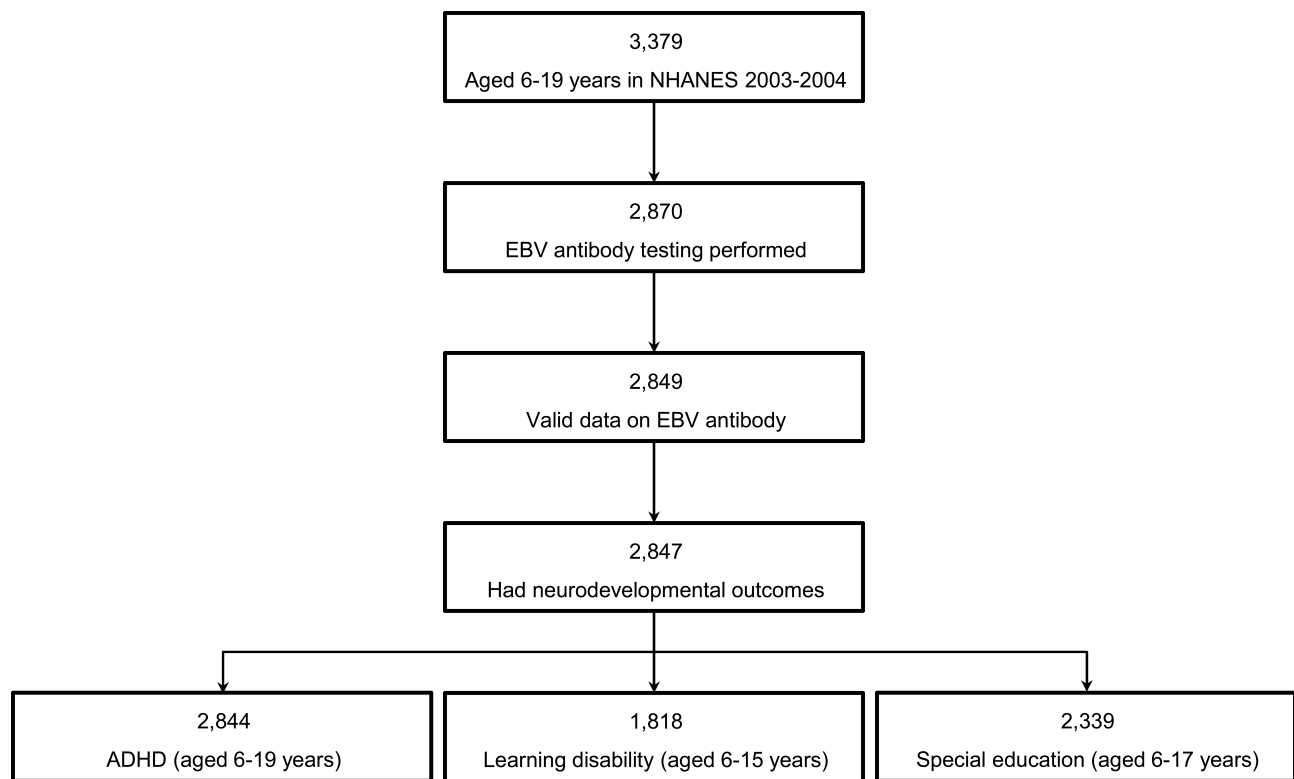 3,379
Aged 6-19 years in NHANES 2003-2004
2,870
EBV antibody testing performed
2,849
Valid data on EBV antibody
2,847
Had neurodevelopmental outcomes
2,844
ADHD (aged 6-19 years)
1,818
Learning disability (aged 6-15 years)
2,339
Special education (aged 6-17 years)